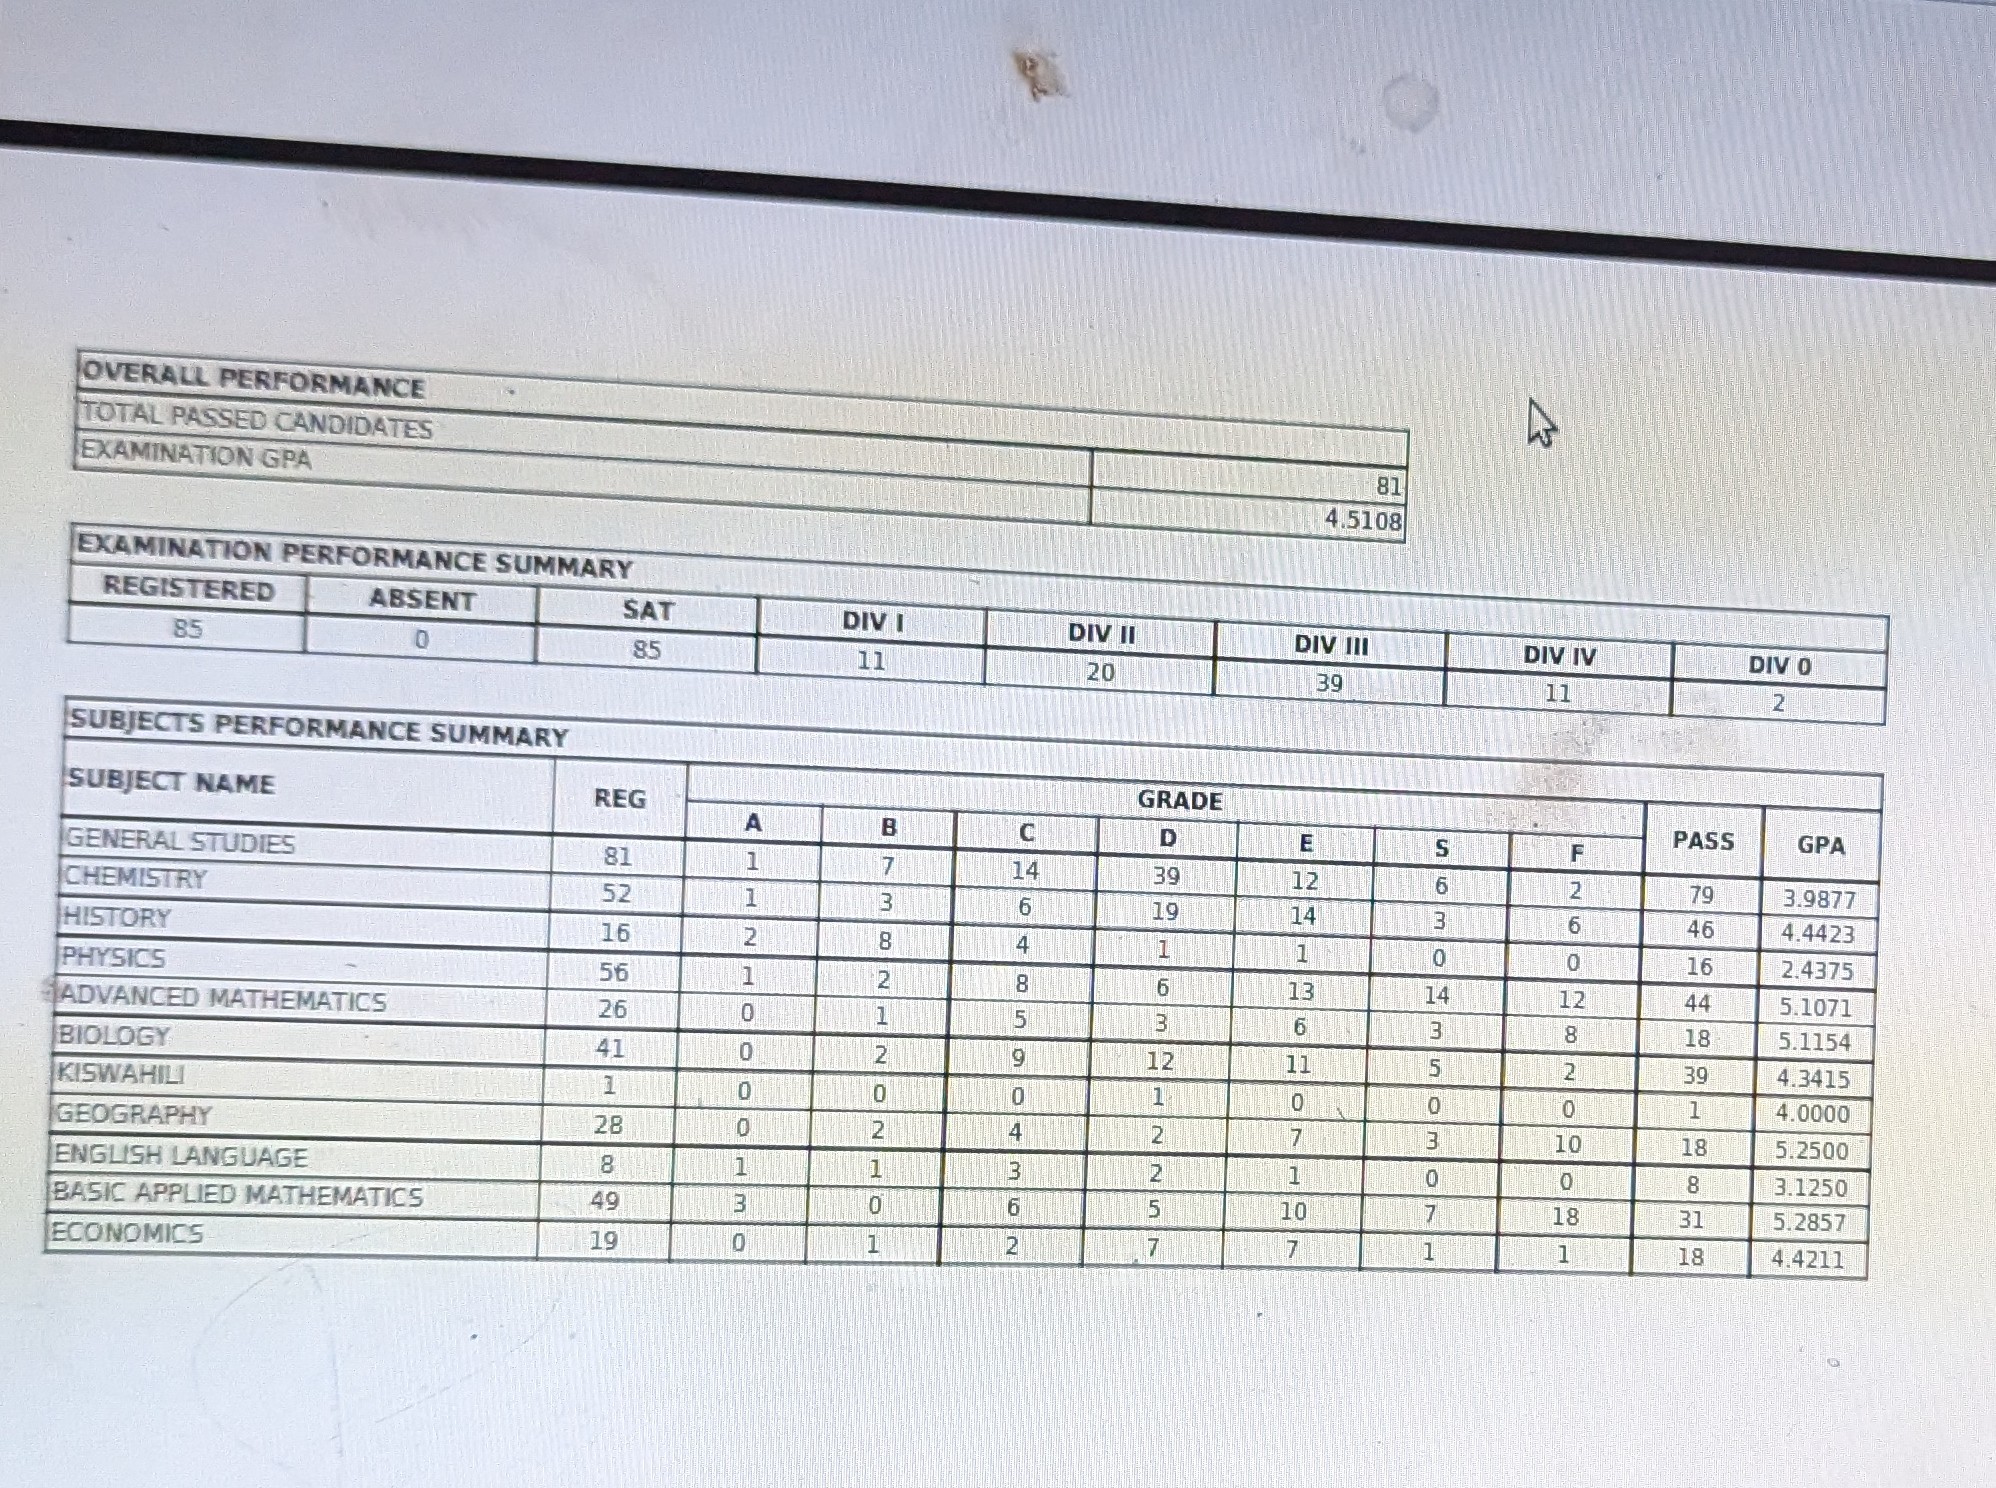 OVERALL PERFORMANCE
TOTAL PASSED CANDIDATES 81
EXAMINATION GPA 4.5108
EXAMINATION PERFORMANCE SUMMARY
REGISTERED ABSENT SAT DIV I DIV II DIV III DIV IV DIV 0
85 0 85 11 20 39 11 2
SUBJECTS PERFORMANCE SUMMARY
SUBJECT NAME REG GRADE PASS GPA
A B C D E S F
GENERAL STUDIES 81 1 7 14 39 12 6 2 79 3.9877
CHEMISTRY 52 1 3 6 19 14 3 6 46 4.4423
HISTORY 16 2 8 4 1 1 0 0 16 2.4375
PHYSICS 56 1 2 8 6 13 14 12 44 5.1071
ADVANCED MATHEMATICS 26 0 1 5 3 6 3 8 18 5.1154
BIOLOGY 41 0 2 9 12 11 5 2 39 4.3415
KISWAHILI 1 0 0 0 1 0 0 0 1 4.0000
GEOGRAPHY 28 0 2 4 2 7 3 10 18 5.2500
ENGLISH LANGUAGE 8 1 1 3 2 1 0 0 8 3.1250
BASIC APPLIED MATHEMATICS 49 3 0 6 5 10 7 18 31 5.2857
ECONOMICS 19 0 1 2 7 7 1 1 18 4.4211